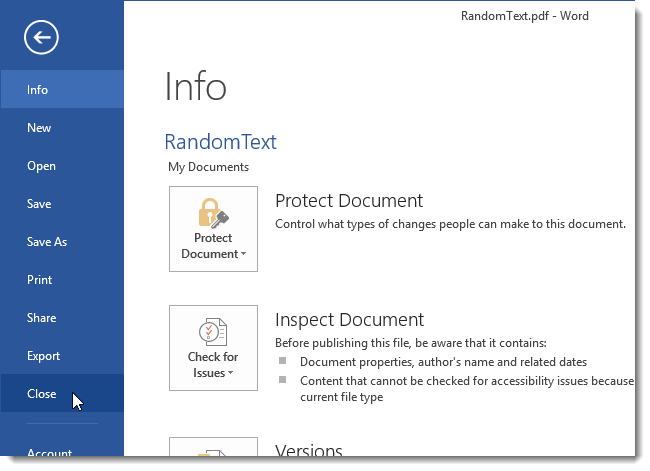 RandomText.pdf - Word
Info
New
Open
Save
Save As
Print
Share
Export
Close
Account
Info
RandomText
My Documents
Protect
Document
Protect Document
Control what types of changes people can make to this document.
Check for
Issues
Inspect Document
Before publishing this file, be aware that it contains:
Document properties, author's name and related dates
Content that cannot be checked for accessibility issues because
current file type
Versions